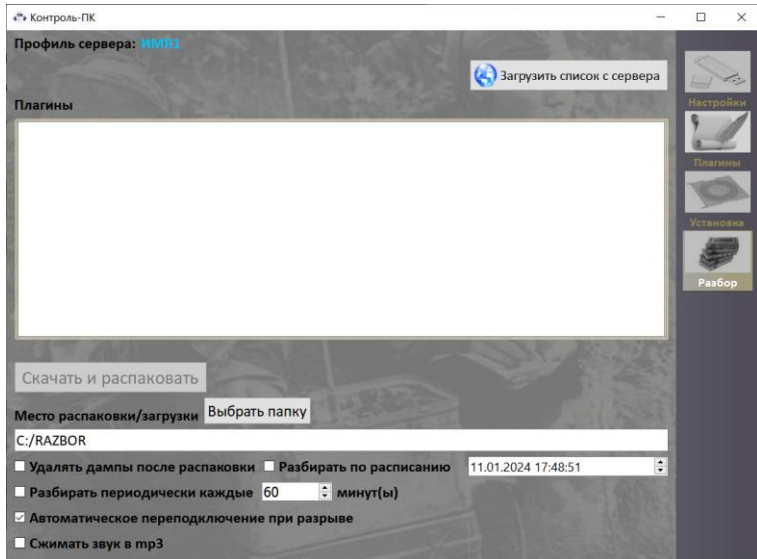 Контроль-ПК
Профиль сервера: ИМЯ1
Загрузить список с сервера
Плагины
Настройки
Плагины
Установка
Разбор
Скачать и распаковать
Место распаковки/загрузки Выбрать папку
C:/RAZBOR
Удалять дампы после распаковки Разбирать по расписанию 11.01.2024 17:48:51
Разбирать периодически каждые 60 минут(ы)
Автоматическое переподключение при разрыве
Сжимать звук в mp3